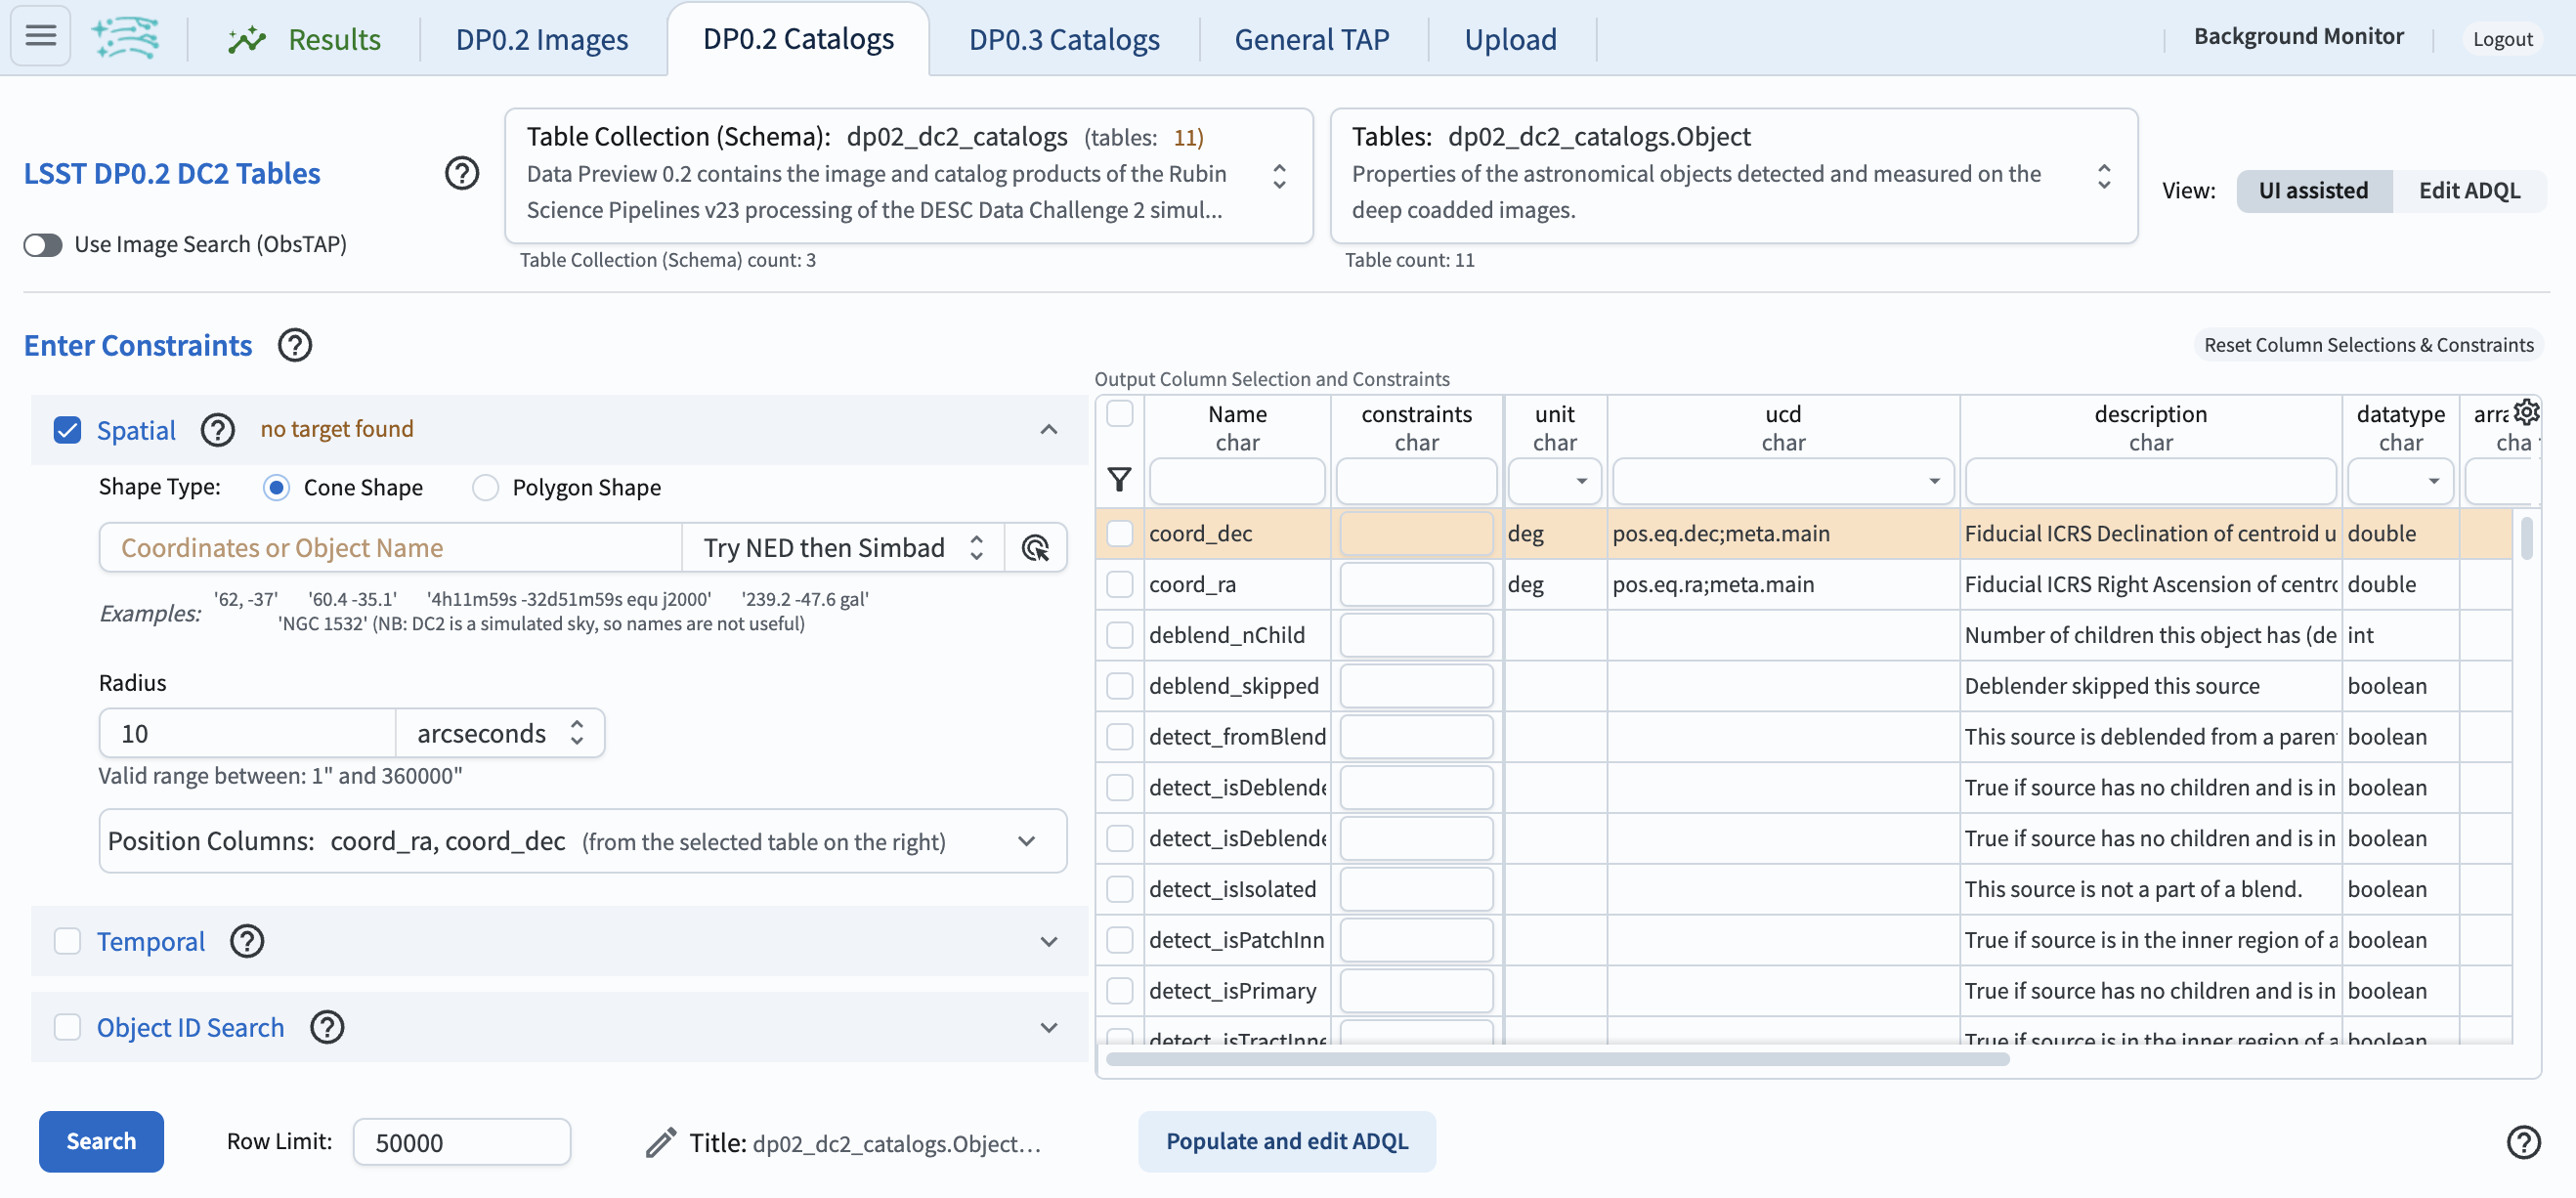 Results
DP0.2 Images
DP0.2 Catalogs
DP0.3 Catalogs
General TAP
Upload
Background Monitor
Logout
LSST DP0.2 DC2 Tables
Use Image Search (ObsTAP)
Table Collection (Schema): dp02_dc2_catalogs (tables: 11)
Data Preview 0.2 contains the image and catalog products of the Rubin
Science Pipelines v23 processing of the DESC Data Challenge 2 simul...
Table Collection (Schema) count: 3
Tables: dp02_dc2_catalogs.Object
Properties of the astronomical objects detected and measured on the
deep coadded images.
Table count: 11
View: UI assisted Edit ADQL
Enter Constraints
Reset Column Selections & Constraints
Spatial
no target found
Shape Type: Cone Shape Polygon Shape
Coordinates or Object Name Try NED then Simbad
Examples: '62, -37' '60.4 -35.1' '4h11m59s -32d51m59s equ j2000' '239.2 -47.6 gal'
'NGC 1532' (NB: DC2 is a simulated sky, so names are not useful)
Radius
10 arcseconds
Valid range between: 1" and 360000"
Position Columns: coord_ra, coord_dec (from the selected table on the right)
Temporal
Object ID Search
Output Column Selection and Constraints
Name constraints unit ucd description datatype arra
char char char char char char cha
coord_dec deg pos.eq.dec;meta.main Fiducial ICRS Declination of centroid u double
coord_ra deg pos.eq.ra;meta.main Fiducial ICRS Right Ascension of centro double
deblend_nChild Number of children this object has (de int
deblend_skipped Deblender skipped this source boolean
detect_fromBlend This source is deblended from a paren boolean
detect_isDeblende True if source has no children and is in boolean
detect_isDeblende True if source has no children and is in boolean
detect_isIsolated This source is not a part of a blend. boolean
detect_isPatchInn True if source is in the inner region of a boolean
detect_isPrimary True if source has no children and is in boolean
detect_isTractInne True if source is in the inner region of a boolean
Search
Row Limit: 50000
Title: dp02_dc2_catalogs.Object...
Populate and edit ADQL